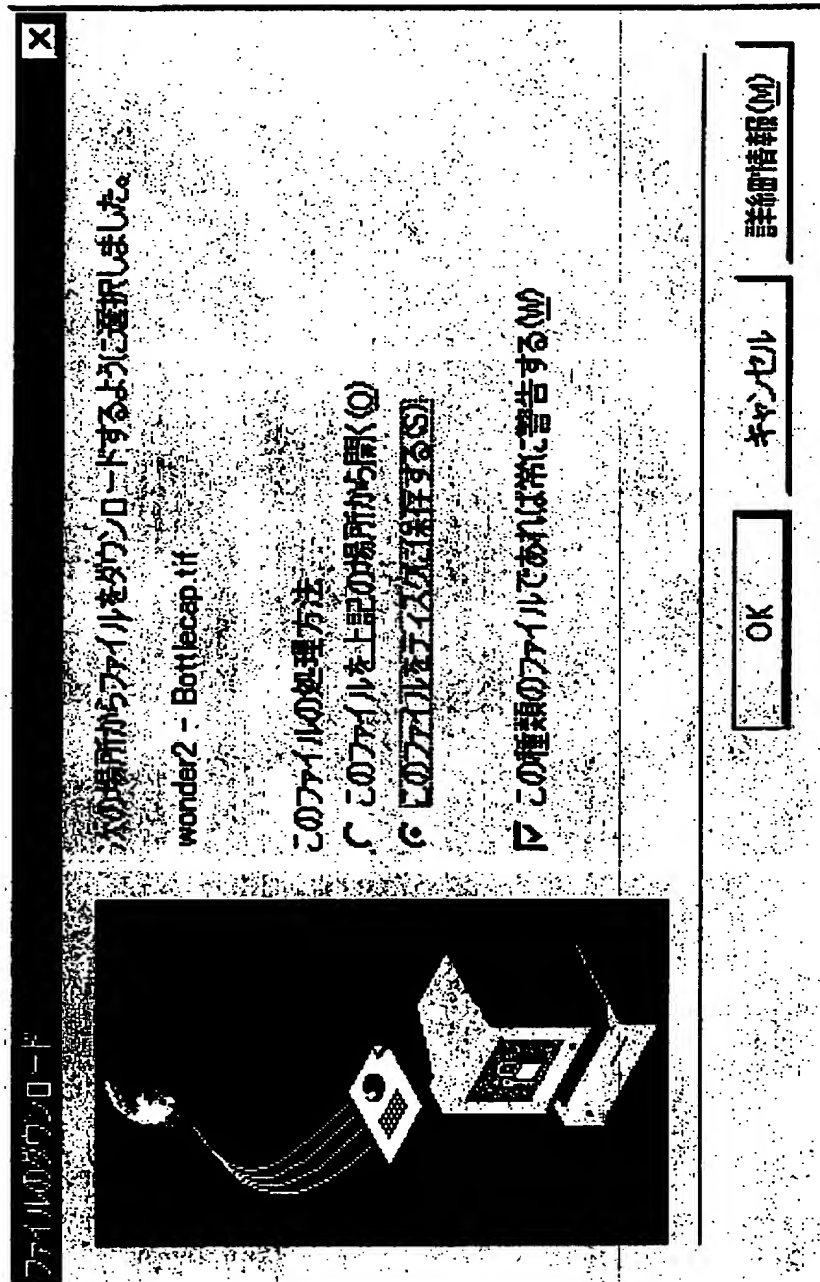 ファイルのダウンロード
次の場所からファイルをダウンロードするように選択しました。
wonder2 - Bottlecap.tif
このファイルの処理方法
このファイルを上記の場所から開く(O)
このファイルをディスクに保存する(S)
この種類のファイルであれば常に警告する(W)
OK
キャンセル
詳細情報(M)